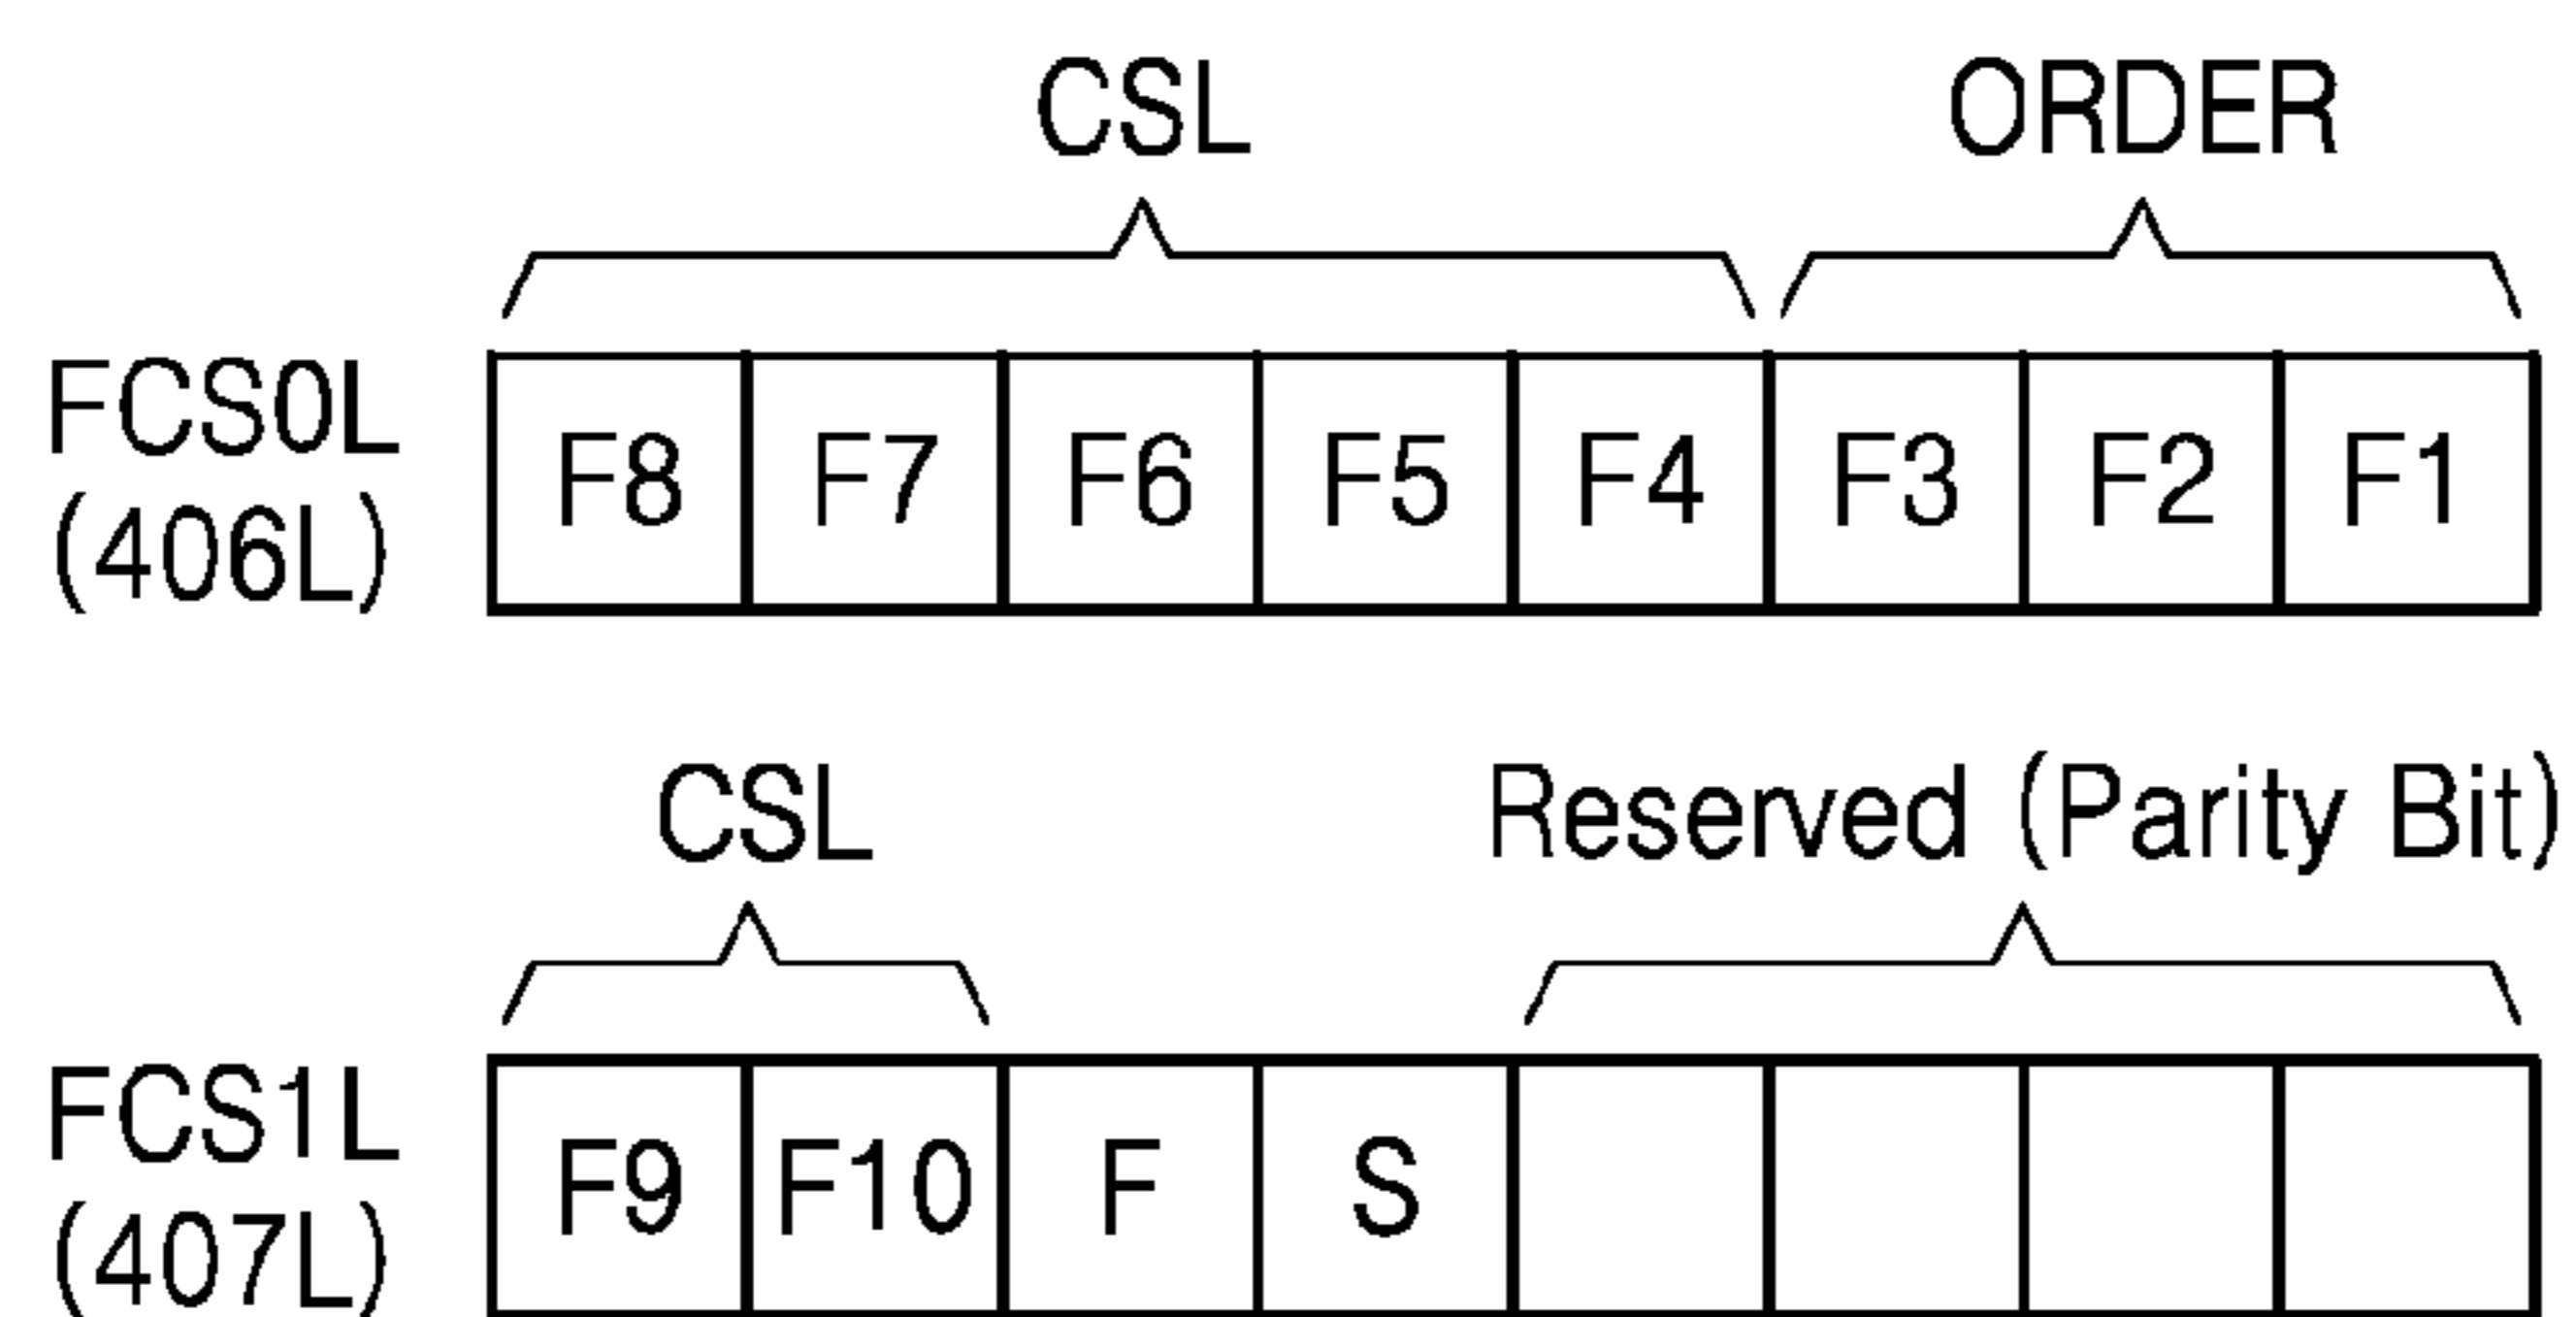 CSL ORDER
FCS0L
(406L)
F8 F7 F6 F5 F4 F3 F2 F1
CSL Reserved (Parity Bit)
FCS1L
(407L)
F9 F10 F S